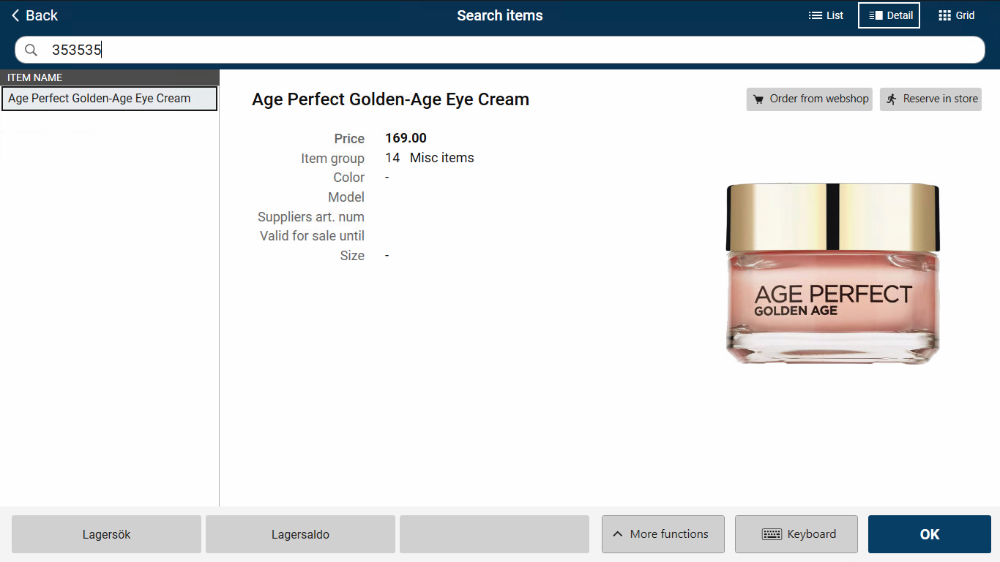 Back
Search items
List
Detail
Grid
353535
ITEM NAME
Age Perfect Golden-Age Eye Cream
Age Perfect Golden-Age Eye Cream
Order from webshop
Reserve in store
Price 169.00
Item group 14 Misc items
Color -
Model
Suppliers art. num
Valid for sale until
Size -
AGE PERFECT
GOLDEN AGE
Lagersök
Lagersaldo
More functions
Keyboard
OK